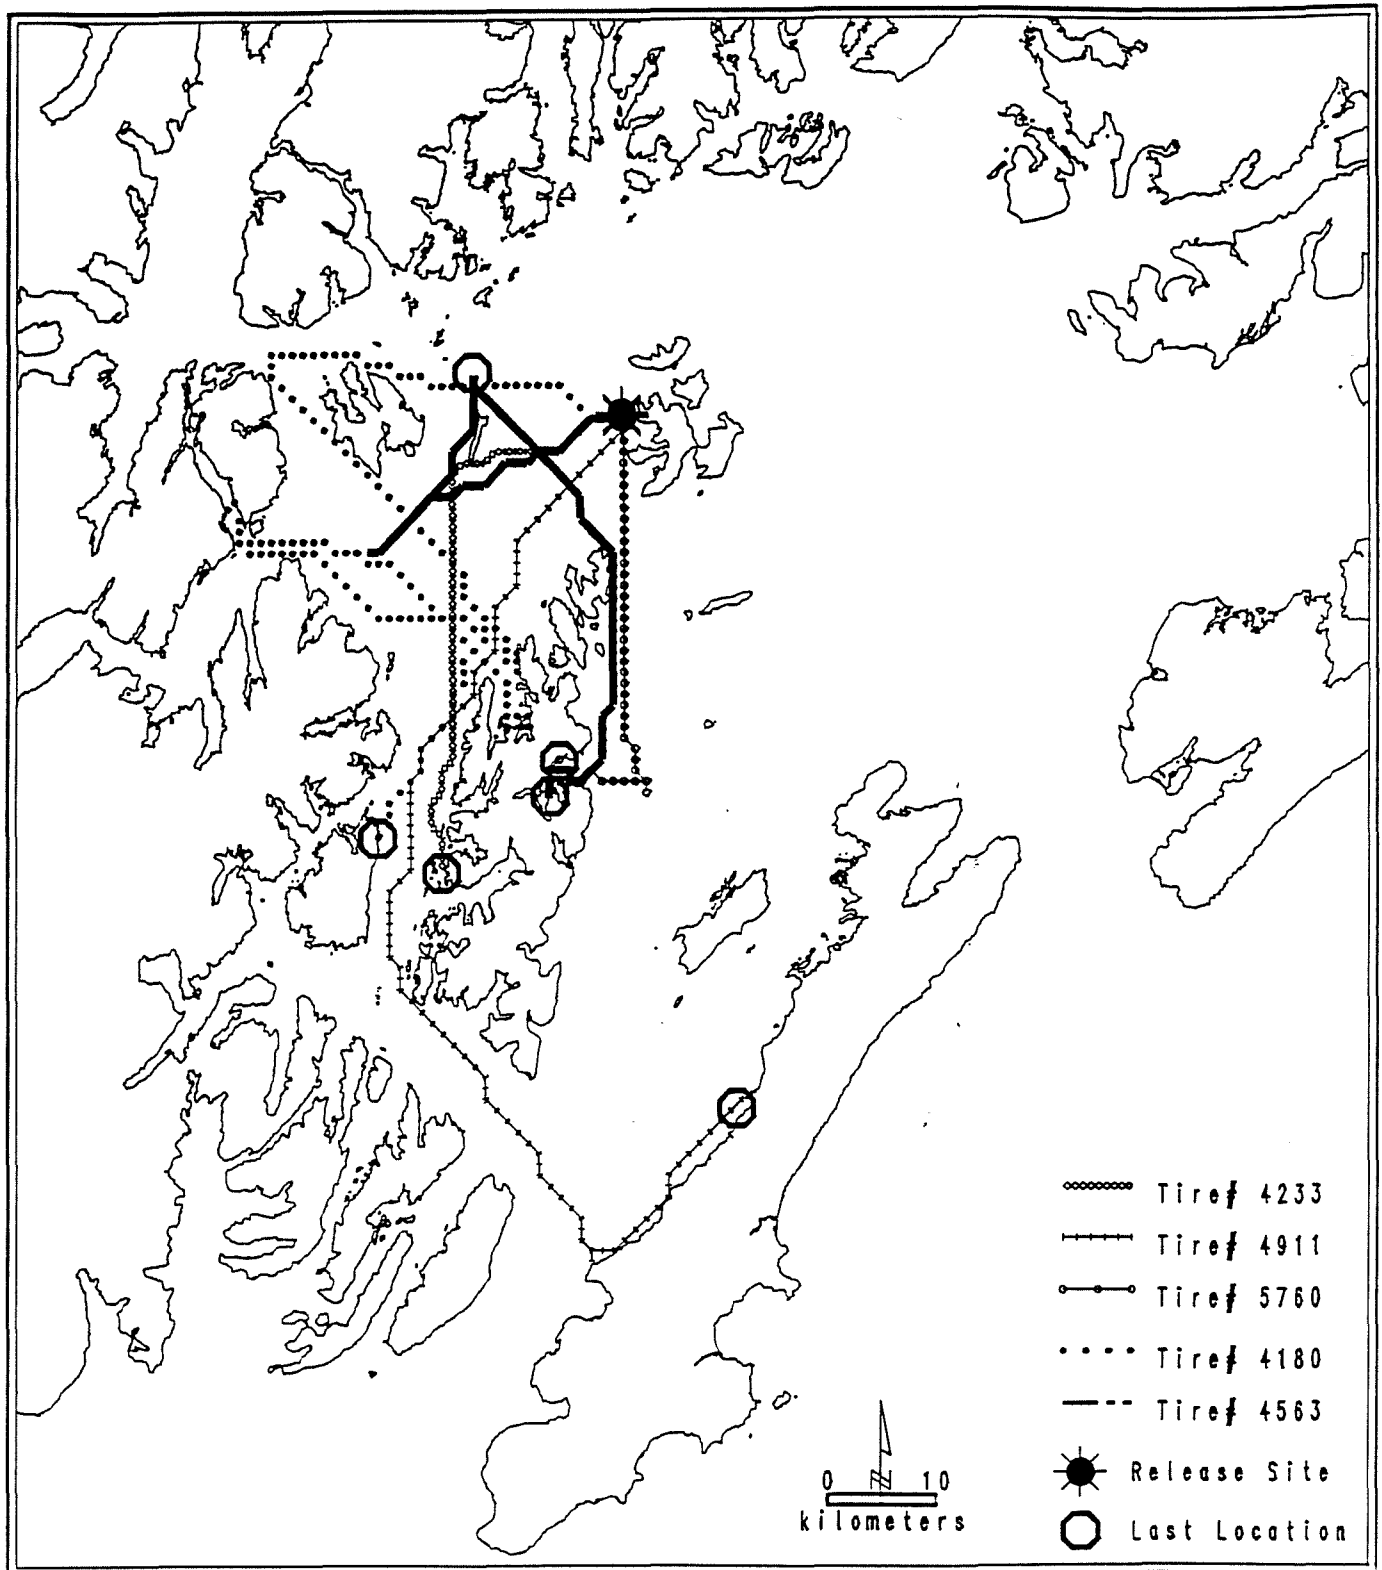 Tire# 4233
Tire# 4911
Tire# 5760
Tire# 4180
Tire# 4563
Release Site
Last Location
0 N 10
kilometers